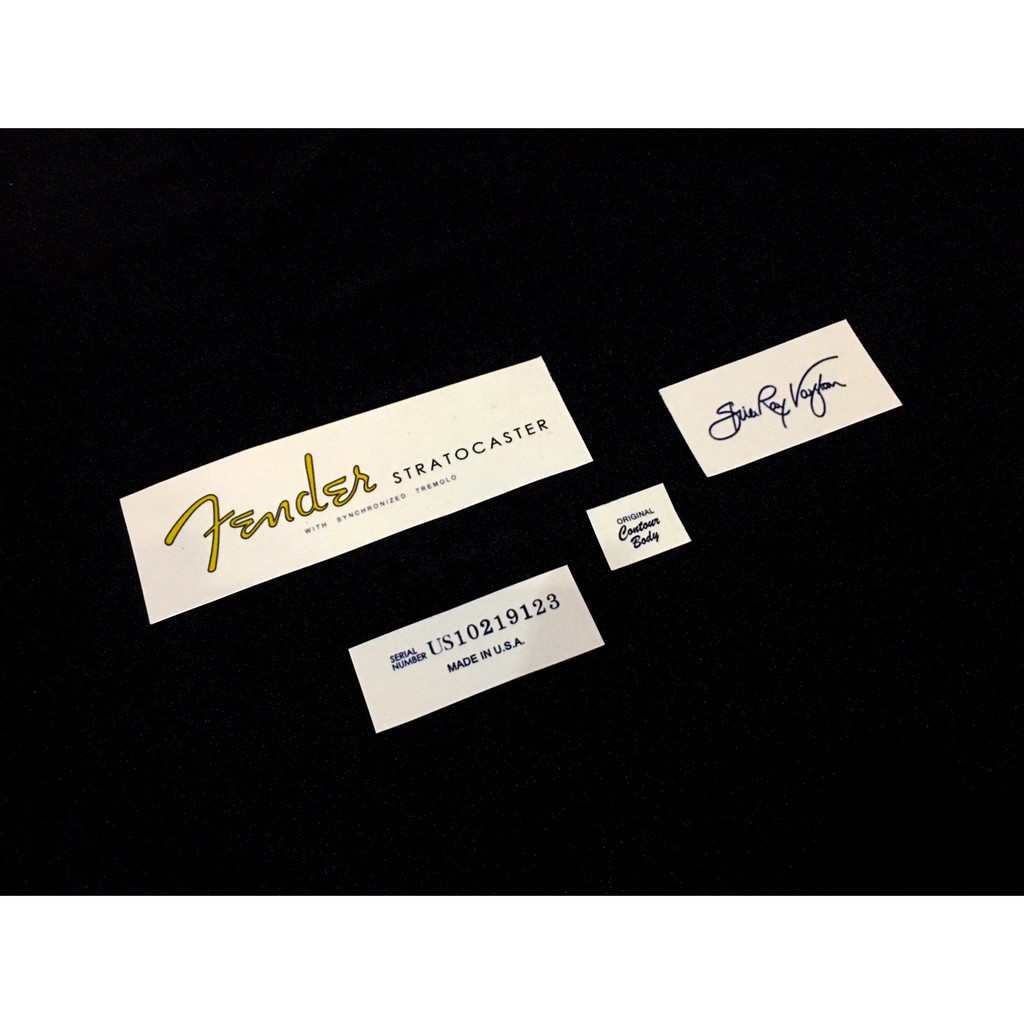 Fender STRATOCASTER
WITH SYNCHRONIZED TREMOLO
Stevie Ray Vaughan
ORIGINAL
Contour
Body
SERIAL
NUMBER US10219123
MADE IN U.S.A.